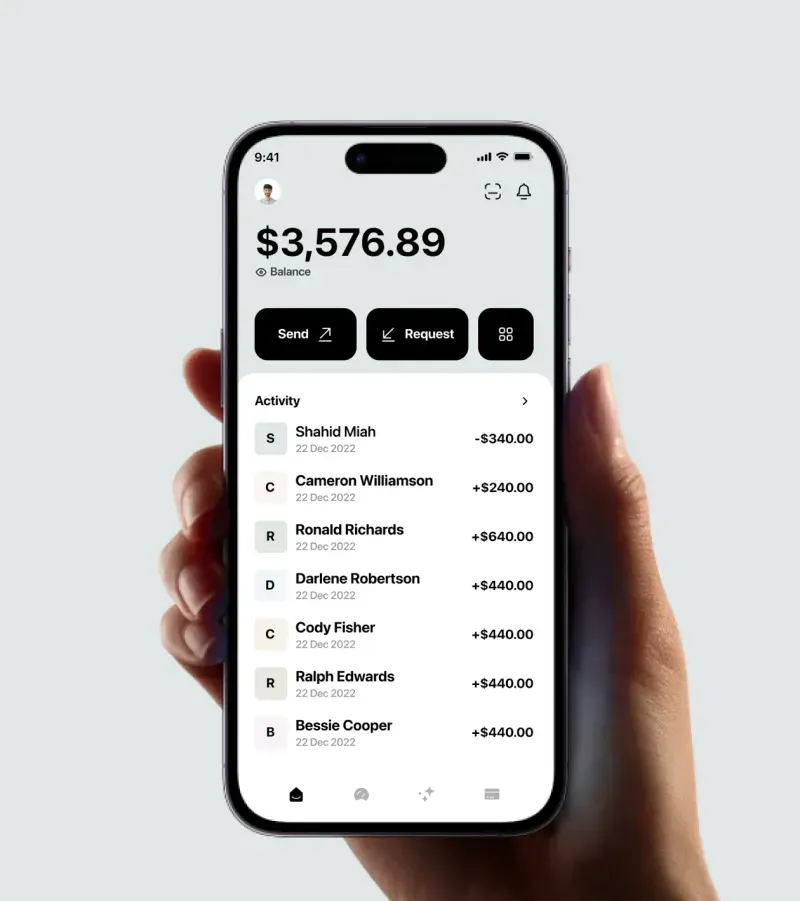 9:41
$3,576.89
Balance
Send
Request
Activity
S
Shahid Miah
22 Dec 2022
-$340.00
C
Cameron Williamson
22 Dec 2022
+$240.00
R
Ronald Richards
22 Dec 2022
+$640.00
D
Darlene Robertson
22 Dec 2022
+$440.00
C
Cody Fisher
22 Dec 2022
+$440.00
R
Ralph Edwards
22 Dec 2022
+$440.00
B
Bessie Cooper
22 Dec 2022
+$440.00